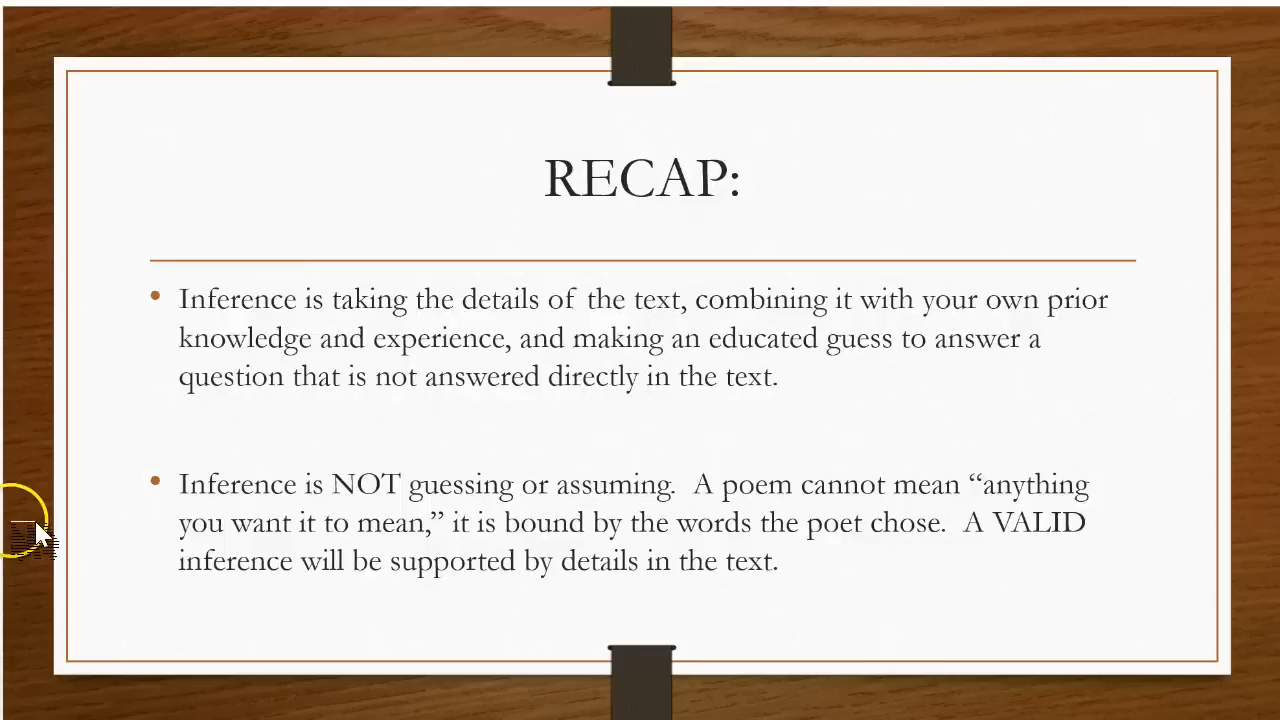 RECAP:
• Inference is taking the details of the text, combining it with your own prior
knowledge and experience, and making an educated guess to answer a
question that is not answered directly in the text.
• Inference is NOT guessing or assuming.  A poem cannot mean “anything
you want it to mean,” it is bound by the words the poet chose.  A VALID
inference will be supported by details in the text.